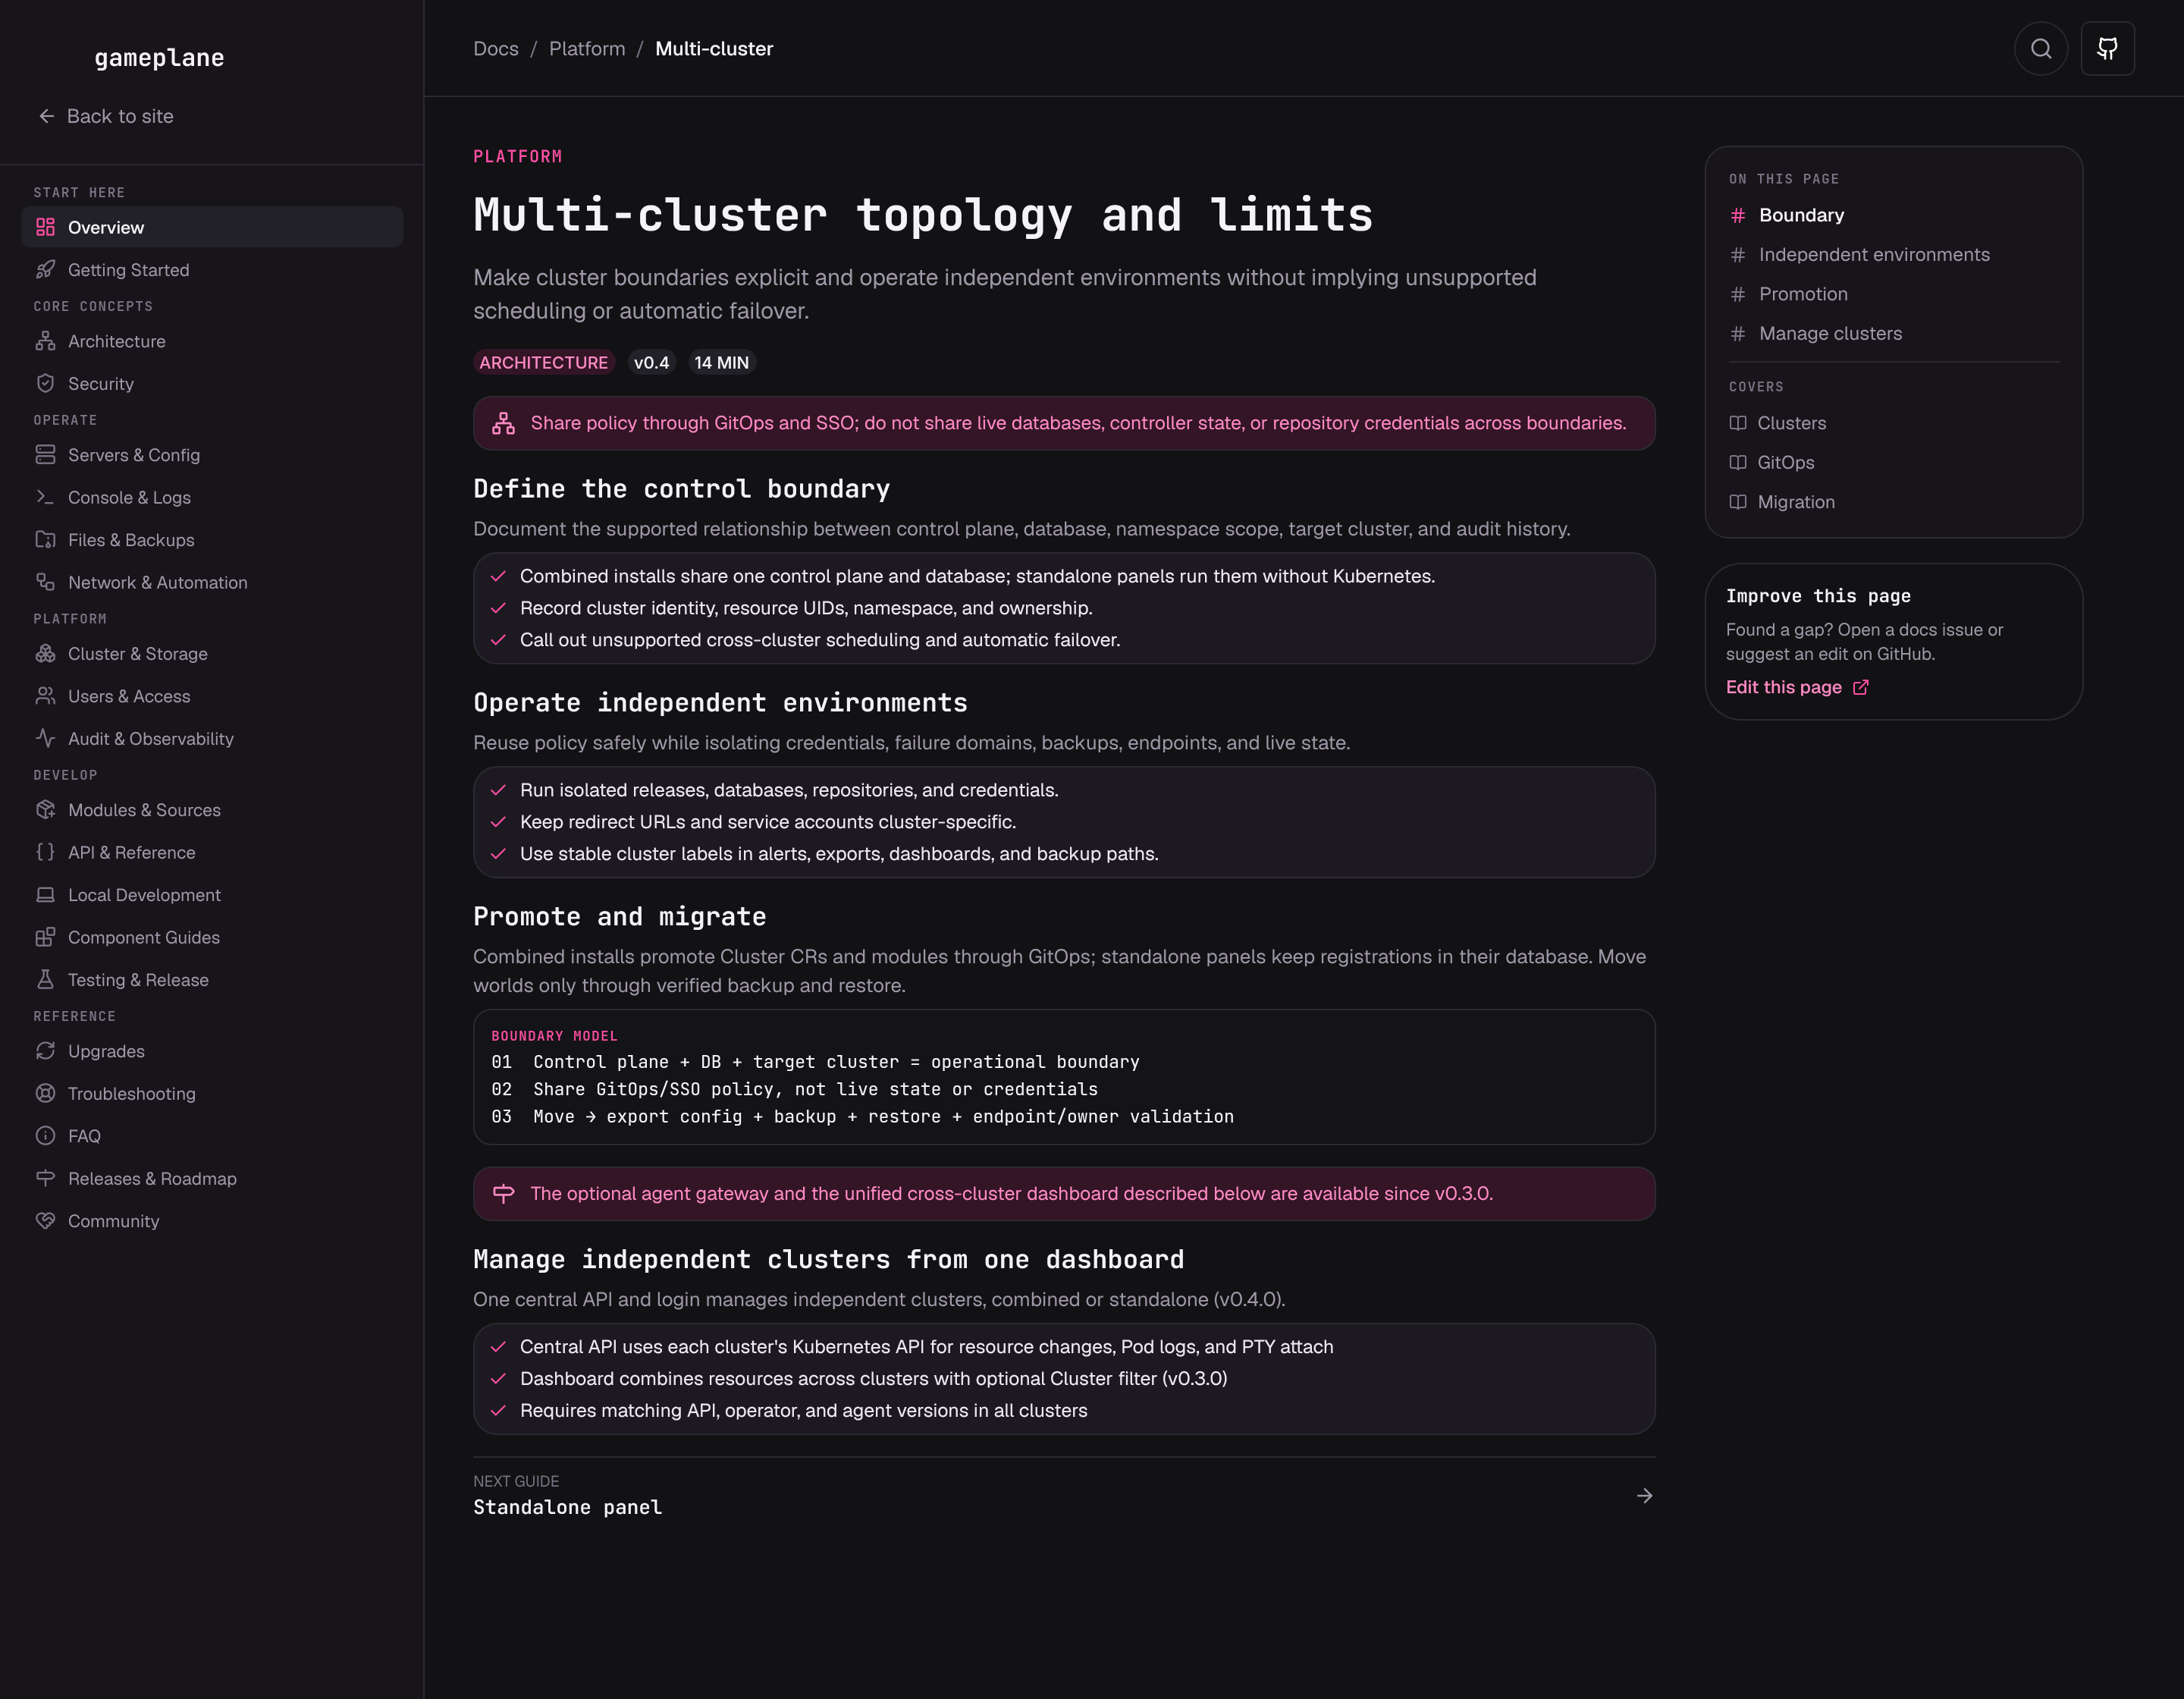 gameplane
Back to site
START HERE
Overview
Getting Started
CORE CONCEPTS
Architecture
Security
OPERATE
Servers & Config
Console & Logs
Files & Backups
Network & Automation
PLATFORM
Cluster & Storage
Users & Access
Audit & Observability
DEVELOP
Modules & Sources
API & Reference
Local Development
Component Guides
Testing & Release
REFERENCE
Upgrades
Troubleshooting
FAQ
Releases & Roadmap
Community
Docs / Platform / Multi-cluster
PLATFORM
Multi-cluster topology and limits
Make cluster boundaries explicit and operate independent environments without implying unsupported
scheduling or automatic failover.
ARCHITECTURE v0.4 14 MIN
Share policy through GitOps and SSO; do not share live databases, controller state, or repository credentials across boundaries.
Define the control boundary
Document the supported relationship between control plane, database, namespace scope, target cluster, and audit history.
Combined installs share one control plane and database; standalone panels run them without Kubernetes.
Record cluster identity, resource UIDs, namespace, and ownership.
Call out unsupported cross-cluster scheduling and automatic failover.
Operate independent environments
Reuse policy safely while isolating credentials, failure domains, backups, endpoints, and live state.
Run isolated releases, databases, repositories, and credentials.
Keep redirect URLs and service accounts cluster-specific.
Use stable cluster labels in alerts, exports, dashboards, and backup paths.
Promote and migrate
Combined installs promote Cluster CRs and modules through GitOps; standalone panels keep registrations in their database. Move
worlds only through verified backup and restore.
BOUNDARY MODEL
01 Control plane + DB + target cluster = operational boundary
02 Share GitOps/SSO policy, not live state or credentials
03 Move → export config + backup + restore + endpoint/owner validation
The optional agent gateway and the unified cross-cluster dashboard described below are available since v0.3.0.
Manage independent clusters from one dashboard
One central API and login manages independent clusters, combined or standalone (v0.4.0).
Central API uses each cluster's Kubernetes API for resource changes, Pod logs, and PTY attach
Dashboard combines resources across clusters with optional Cluster filter (v0.3.0)
Requires matching API, operator, and agent versions in all clusters
NEXT GUIDE
Standalone panel
ON THIS PAGE
# Boundary
# Independent environments
# Promotion
# Manage clusters
COVERS
Clusters
GitOps
Migration
Improve this page
Found a gap? Open a docs issue or
suggest an edit on GitHub.
Edit this page